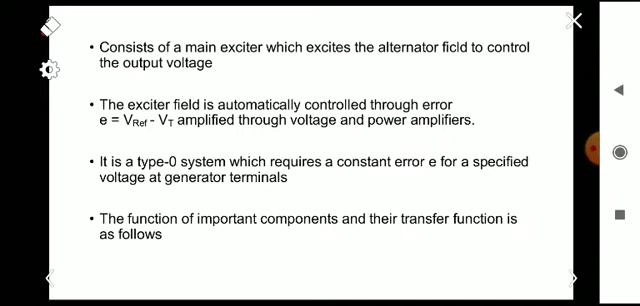 • Consists of a main exciter which excites the alternator field to control
the output voltage
• The exciter field is automatically controlled through error
e = VRef - VT amplified through voltage and power amplifiers.
• It is a type-0 system which requires a constant error e for a specified
voltage at generator terminals
• The function of important components and their transfer function is
as follows